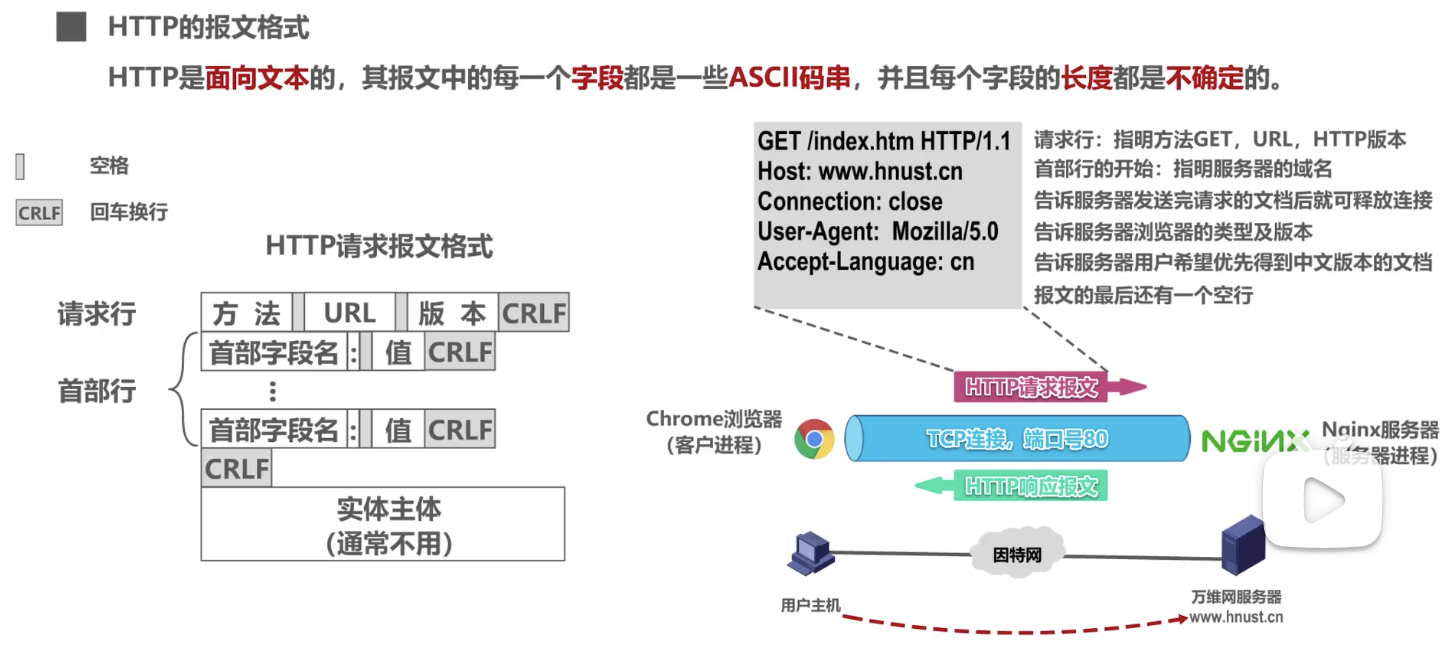 HTTP的报文格式
HTTP是面向文本的，其报文中的每一个字段都是一些ASCII码串，并且每个字段的长度都是不确定的。
空格
CRLF 回车换行
HTTP请求报文格式
请求行 方 法 URL 版 本 CRLF
首部行
首部字段名 : 值 CRLF
⋮
首部字段名 : 值 CRLF
CRLF
实体主体
（通常不用）
GET /index.htm HTTP/1.1 请求行：指明方法GET，URL，HTTP版本
Host: www.hnust.cn 首部行的开始：指明服务器的域名
Connection: close 告诉服务器发送完请求的文档后就可释放连接
User-Agent: Mozilla/5.0 告诉服务器浏览器的类型及版本
Accept-Language: cn 告诉服务器用户希望优先得到中文版本的文档
报文的最后还有一个空行
HTTP请求报文
Chrome浏览器
（客户进程）
TCP连接，端口号80
NGINX
Nginx服务器
（服务器进程）
HTTP响应报文
因特网
用户主机
万维网服务器
www.hnust.cn